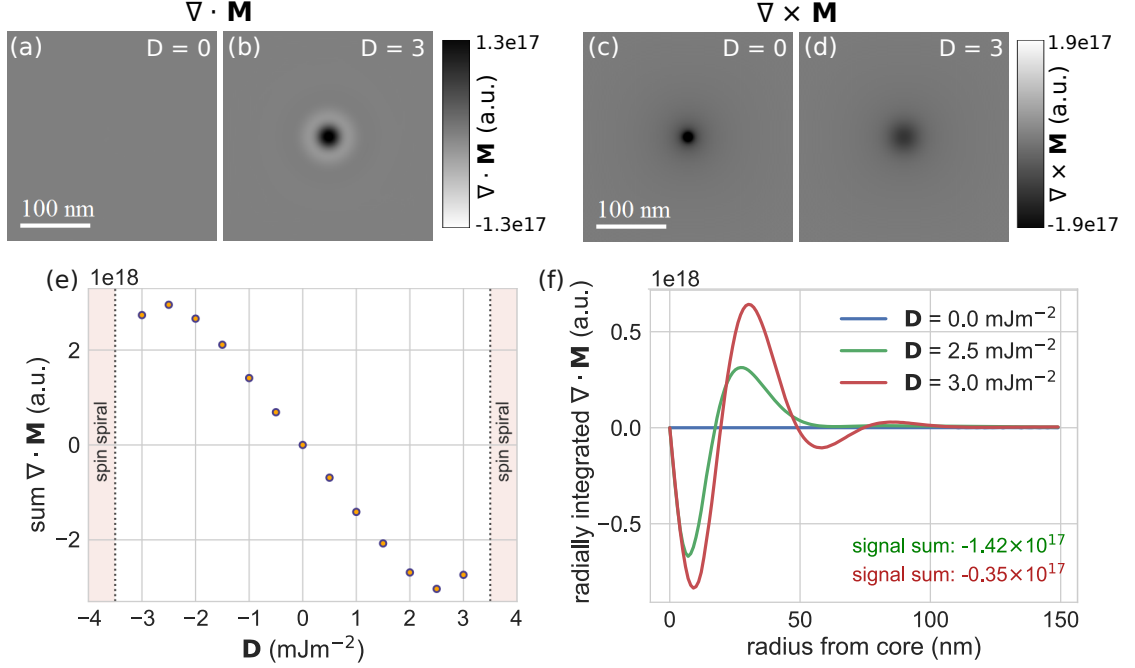 ∇ · M
∇ × M
(a)
D = 0
(b)
D = 3
1.3e17
-1.3e17
∇ · M (a.u.)
100 nm
(c)
D = 0
(d)
D = 3
1.9e17
-1.9e17
∇ × M (a.u.)
100 nm
(e)
1e18
2
0
−2
sum ∇ · M (a.u.)
spin spiral
spin spiral
−4 −3 −2 −1 0 1 2 3 4
D (mJm⁻²)
(f)
1e18
0.5
0.0
−0.5
radially integrated ∇ · M (a.u.)
D = 0.0 mJm⁻²
D = 2.5 mJm⁻²
D = 3.0 mJm⁻²
signal sum: -1.42×10¹⁷
signal sum: -0.35×10¹⁷
0 50 100 150
radius from core (nm)